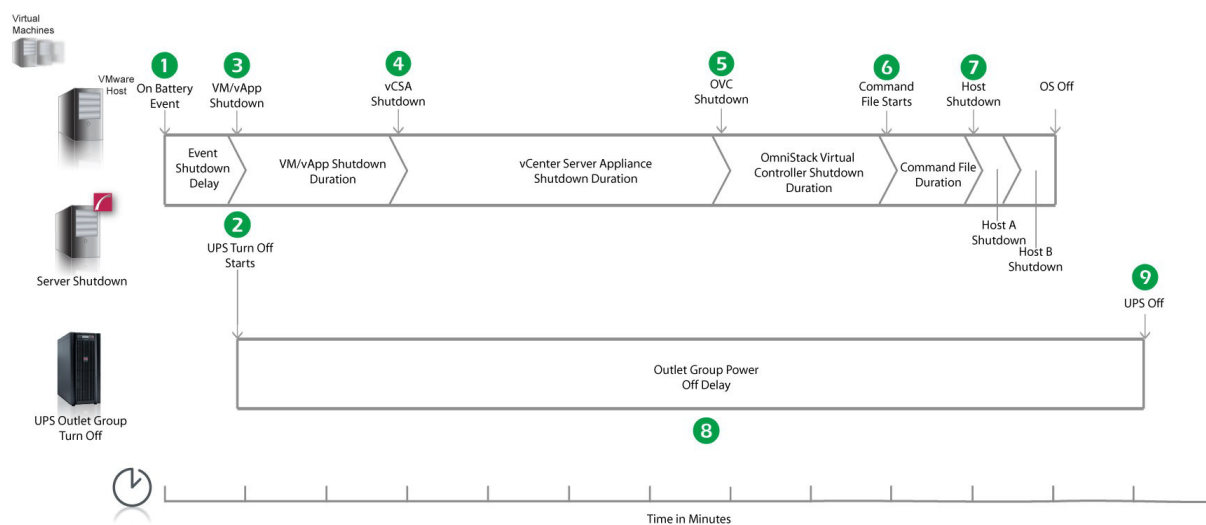 Virtual
Machines
VMware
Host
1
On Battery
Event
3
VM/vApp
Shutdown
4
vCSA
Shutdown
5
OVC
Shutdown
6
Command
File Starts
7
Host
Shutdown
OS Off
Event
Shutdown
Delay
VM/vApp Shutdown
Duration
vCenter Server Appliance
Shutdown Duration
OmniStack Virtual
Controller Shutdown
Duration
Command File
Duration
Host A
Shutdown
Host B
Shutdown
Server Shutdown
2
UPS Turn Off
Starts
9
UPS Off
Outlet Group Power
Off Delay
8
UPS Outlet Group
Turn Off
Time in Minutes